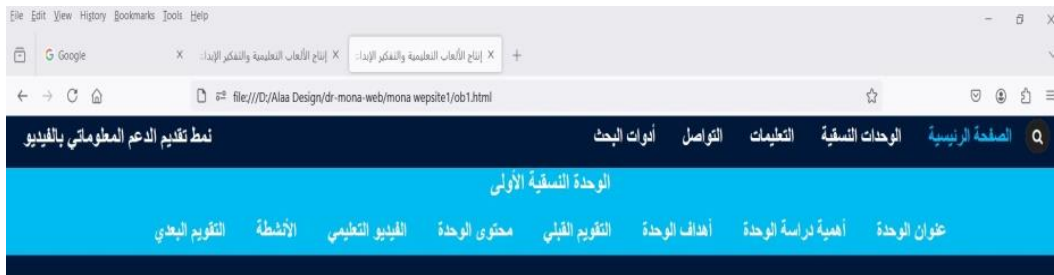 File Edit View History Bookmarks Tools Help
Google
إنتاج الألعاب التعليمية والتفكير الإبدا
إنتاج الألعاب التعليمية والتفكير الإبدا
file:///D:/Alaa Design/dr-mona-web/mona wepsite1/ob1.html
الصفحة الرئيسية الوحدات النسقية التعليمات التواصل أدوات البحث نمط تقديم الدعم المعلوماتي بالفيديو
الوحدة النسقية الأولى
عنوان الوحدة أهمية دراسة الوحدة أهداف الوحدة التقويم القبلي محتوى الوحدة الفيديو التعليمي الأنشطة التقويم البعدي